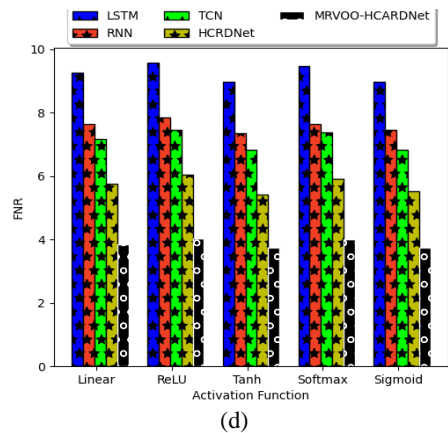 LSTM TCN MRVOO-HCARDNet
RNN HCRDNet
10
8
6
4
2
0
FNR
Linear ReLU Tanh Softmax Sigmoid
Activation Function
(d)